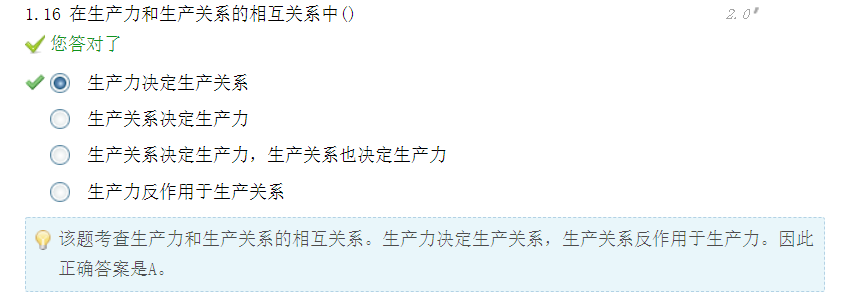 1.16 在生产力和生产关系的相互关系中() 2.0"
您答对了
生产力决定生产关系
生产关系决定生产力
生产关系决定生产力，生产关系也决定生产力
生产力反作用于生产关系
该题考查生产力和生产关系的相互关系。生产力决定生产关系，生产关系反作用于生产力。因此
正确答案是A。